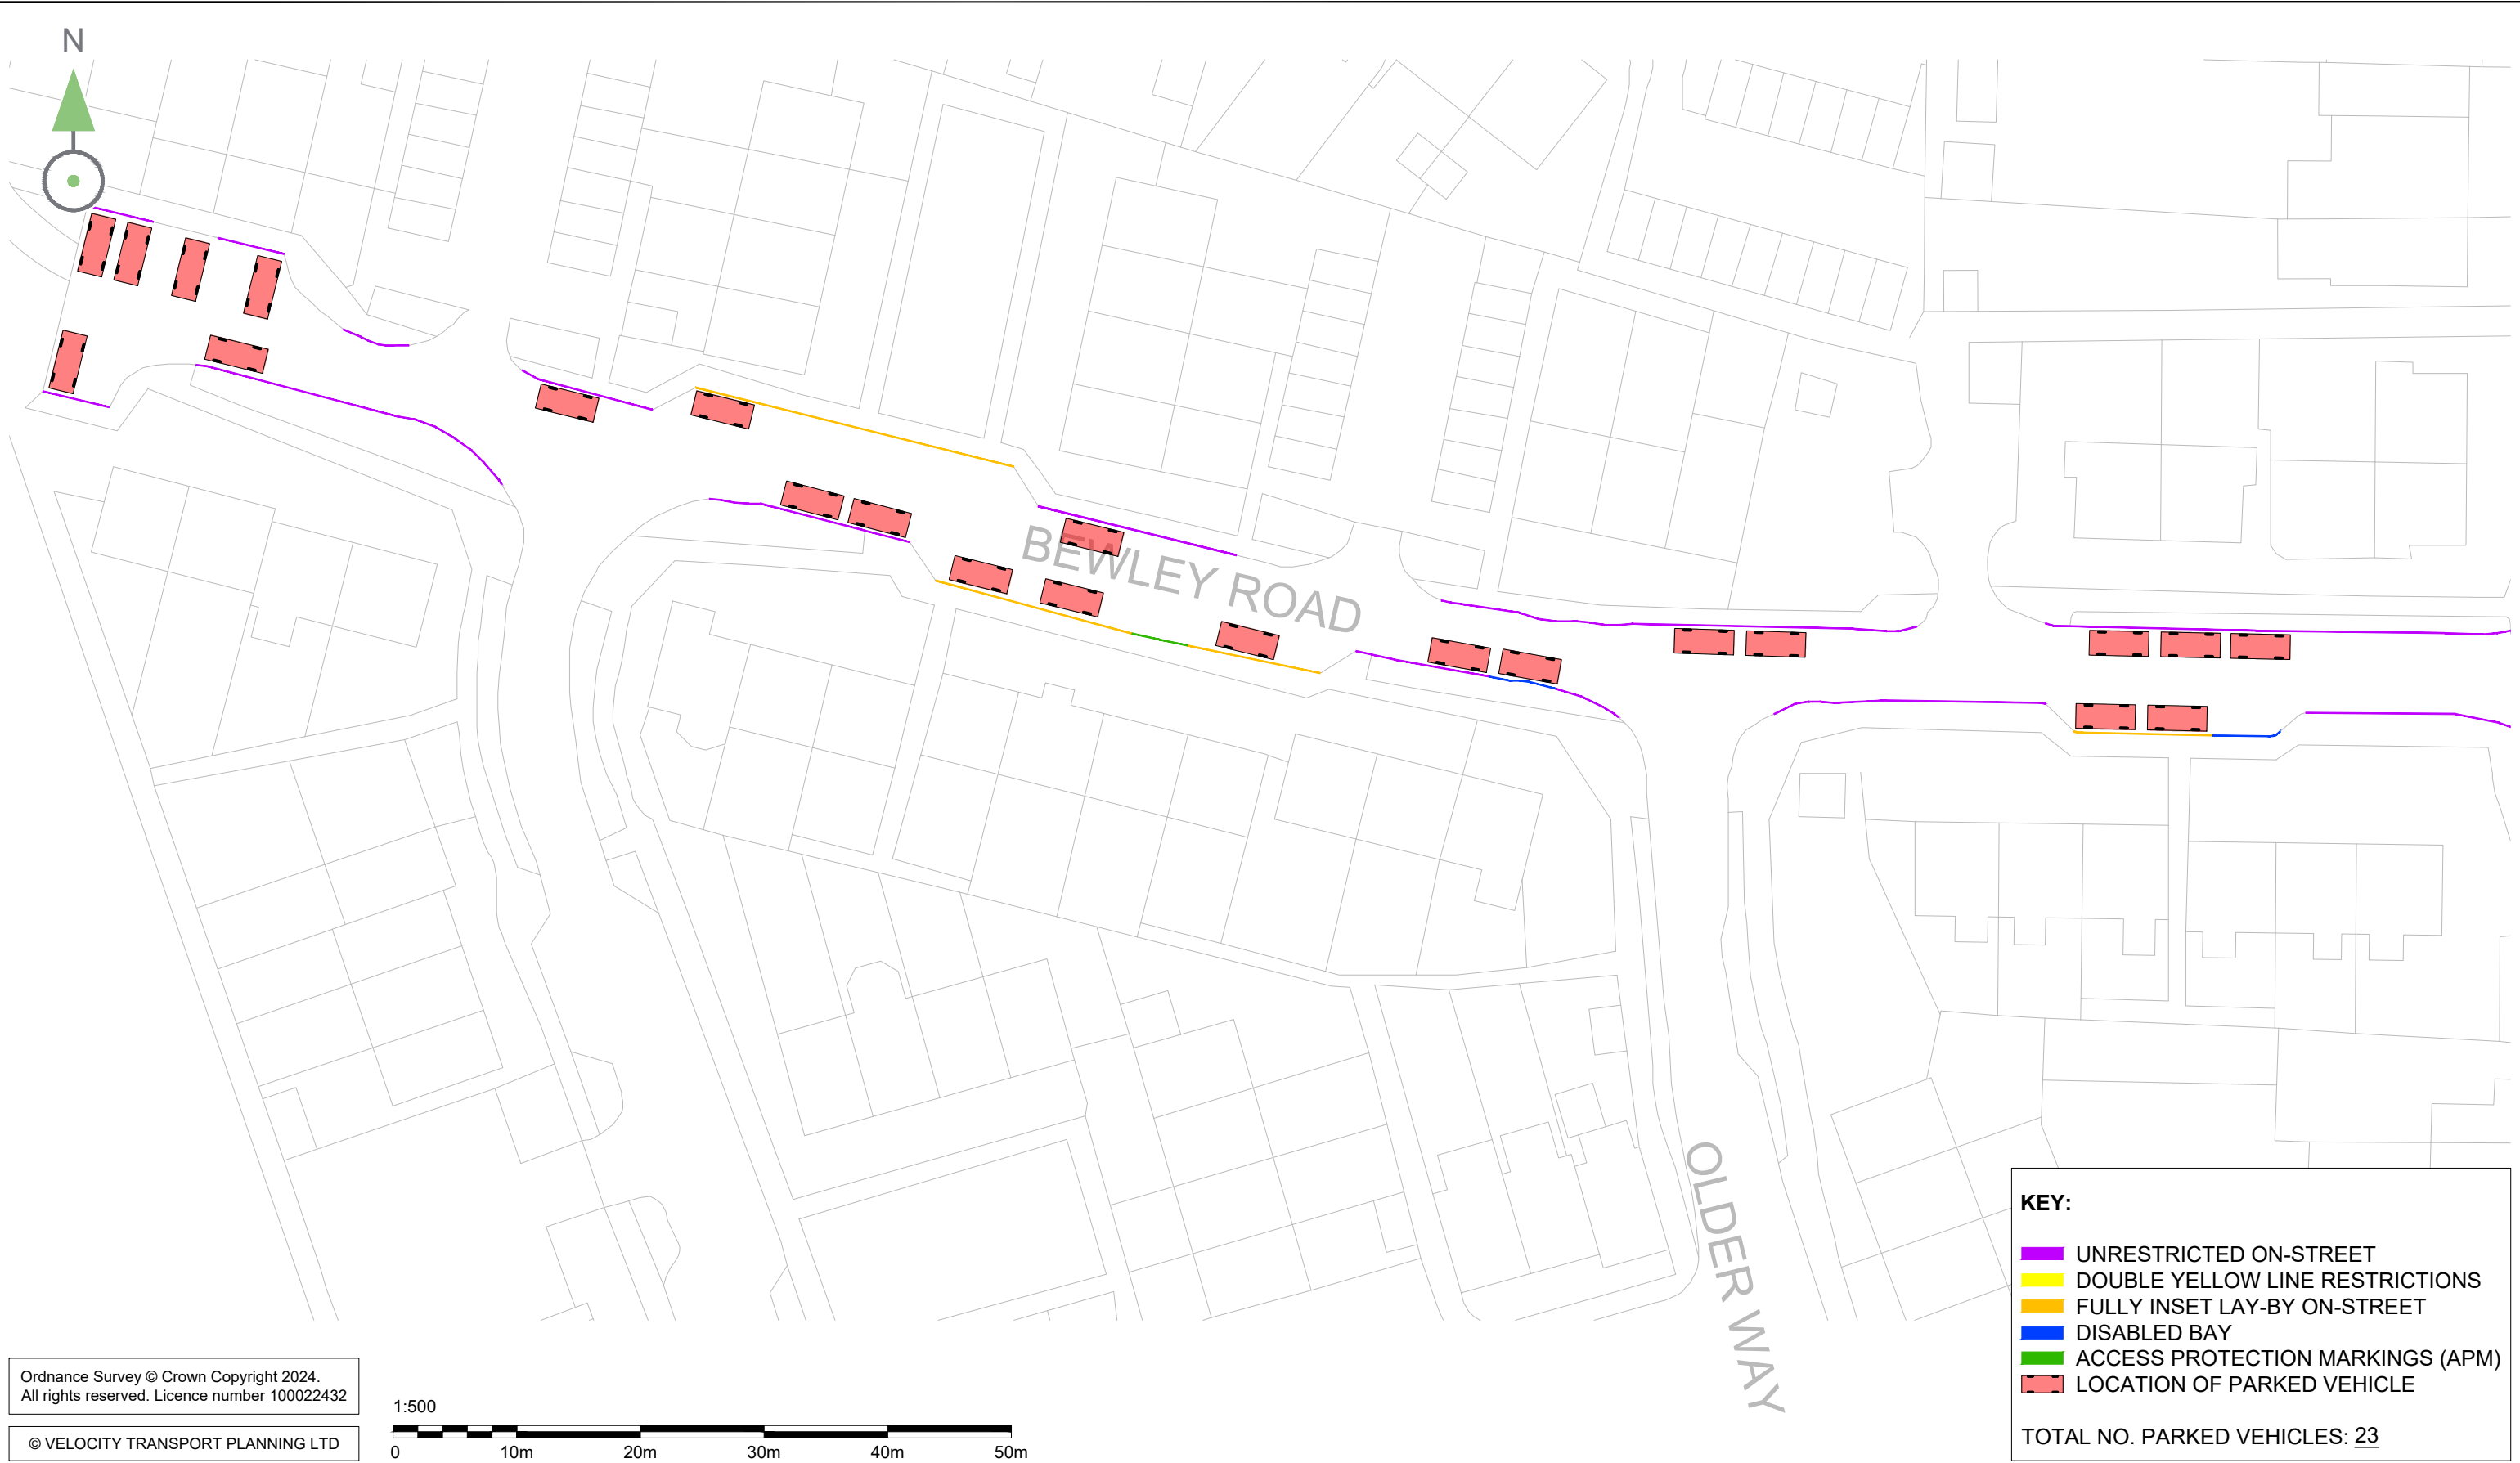 N
BEWLEY ROAD
OLDER WAY
KEY:
UNRESTRICTED ON-STREET
DOUBLE YELLOW LINE RESTRICTIONS
FULLY INSET LAY-BY ON-STREET
DISABLED BAY
ACCESS PROTECTION MARKINGS (APM)
LOCATION OF PARKED VEHICLE
TOTAL NO. PARKED VEHICLES: 23
Ordnance Survey © Crown Copyright 2024.
All rights reserved. Licence number 100022432
© VELOCITY TRANSPORT PLANNING LTD
1:500
0 10m 20m 30m 40m 50m